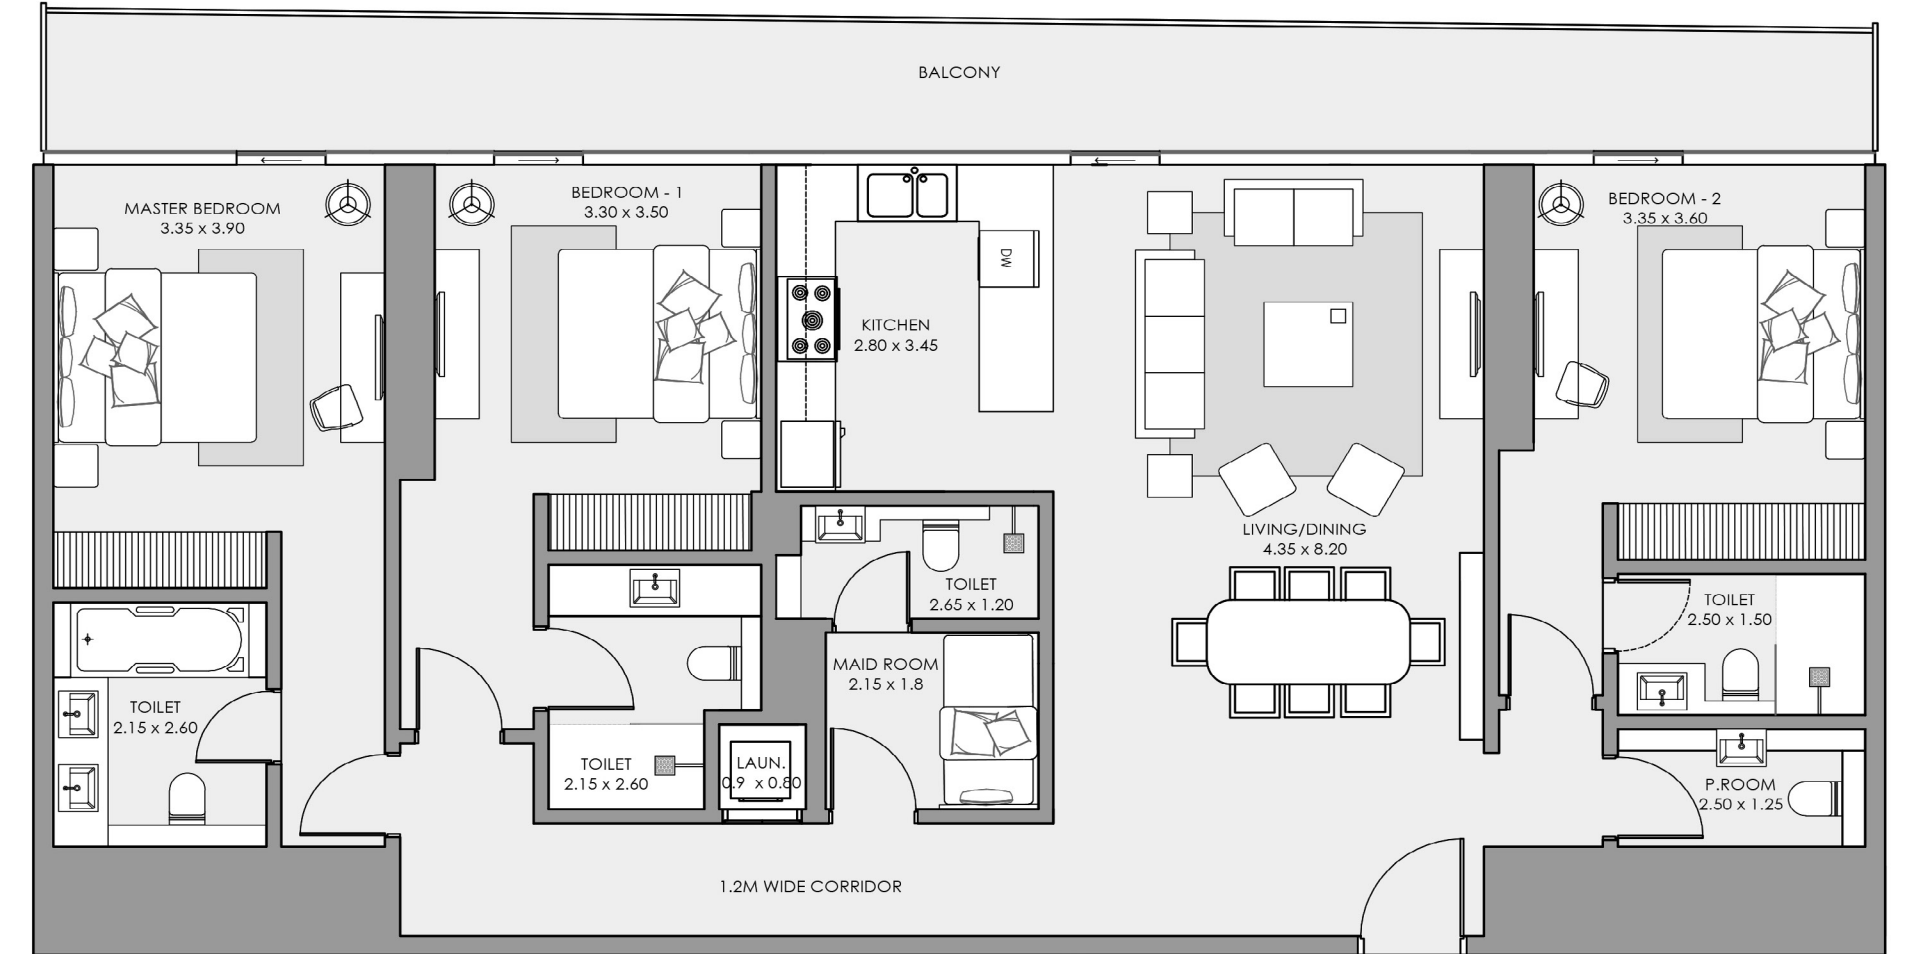 BALCONY
MASTER BEDROOM
3.35 x 3.90
BEDROOM - 1
3.30 x 3.50
BEDROOM - 2
3.35 x 3.60
DW
KITCHEN
2.80 x 3.45
LIVING/DINING
4.35 x 8.20
TOILET
2.65 x 1.20
TOILET
2.50 x 1.50
MAID ROOM
2.15 x 1.8
TOILET
2.15 x 2.60
TOILET
2.15 x 2.60
LAUN.
0.9 x 0.80
P.ROOM
2.50 x 1.25
1.2M WIDE CORRIDOR